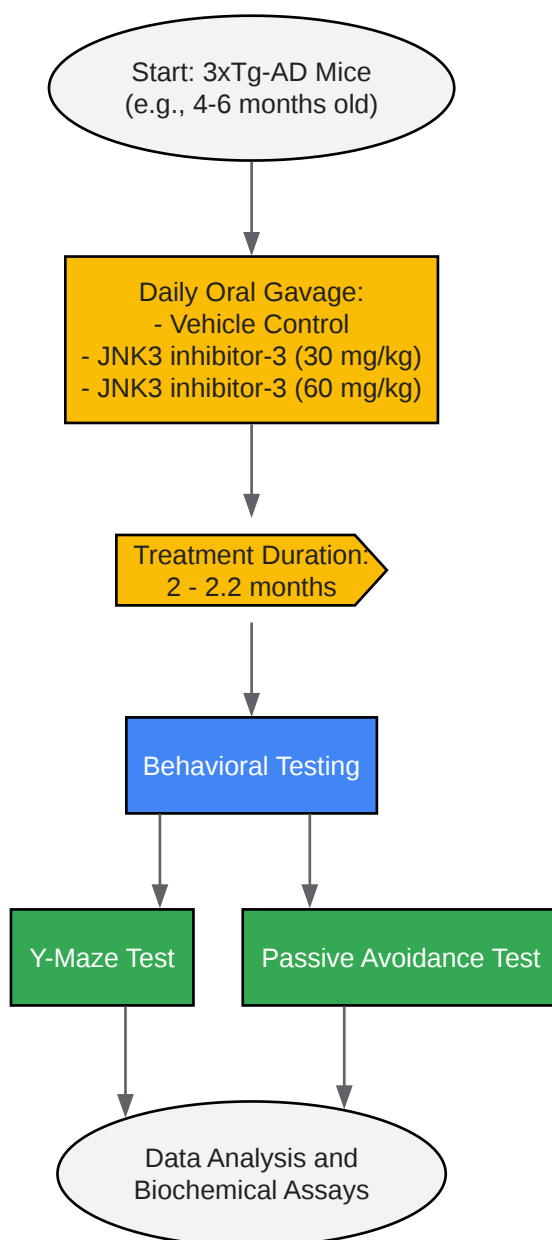 Start: 3xTg-AD Mice
(e.g., 4-6 months old)
Daily Oral Gavage:
- Vehicle Control
- JNK3 inhibitor-3 (30 mg/kg)
- JNK3 inhibitor-3 (60 mg/kg)
Treatment Duration:
2 - 2.2 months
Behavioral Testing
Y-Maze Test
Passive Avoidance Test
Data Analysis and
Biochemical Assays